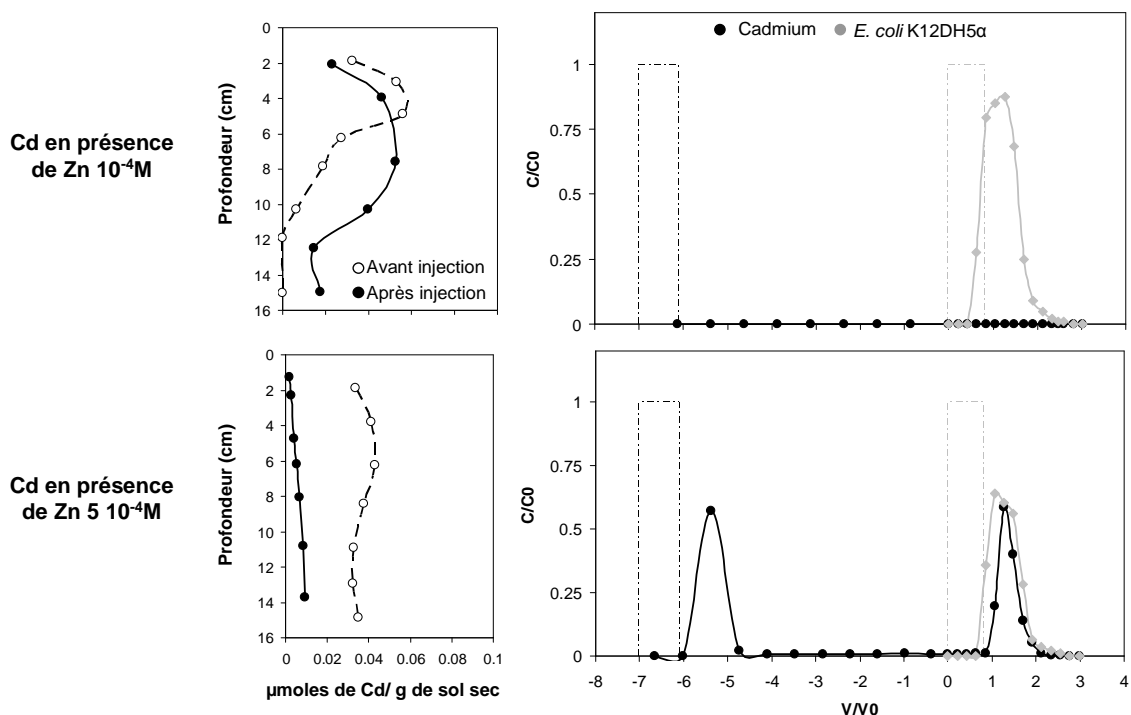 Cd en présence
de Zn 10-4M
Profondeur (cm)
0
2
4
6
8
10
12
14
16
Avant injection
Après injection
Cadmium
E. coli K12DH5α
C/C0
1
0.75
0.5
0.25
0
Cd en présence
de Zn 5 10-4M
Profondeur (cm)
0
2
4
6
8
10
12
14
16
0 0.02 0.04 0.06 0.08 0.1
µmoles de Cd/ g de sol sec
C/C0
1
0.75
0.5
0.25
0
-8 -7 -6 -5 -4 -3 -2 -1 0 1 2 3 4
V/V0